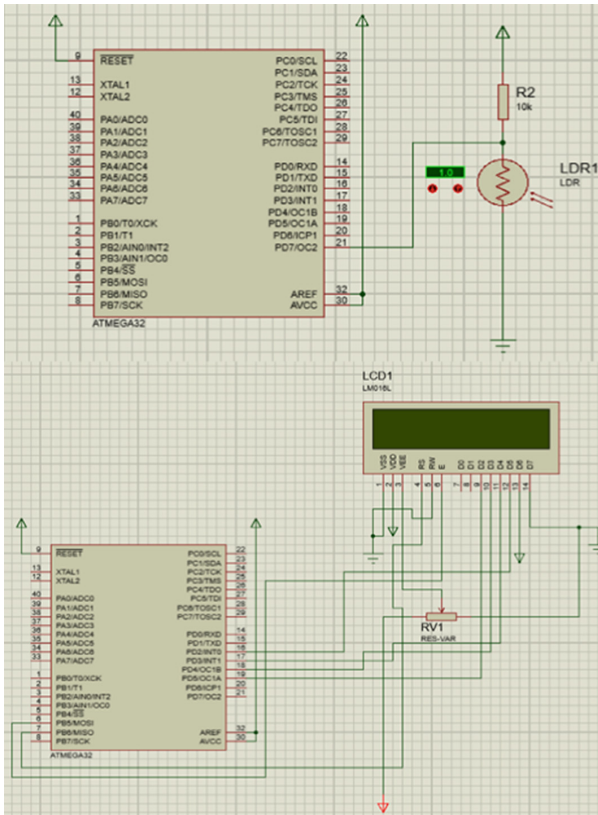 9 RESET
13 XTAL1
12 XTAL2
40 PA0/ADC0
39 PA1/ADC1
38 PA2/ADC2
37 PA3/ADC3
36 PA4/ADC4
35 PA5/ADC5
34 PA6/ADC6
33 PA7/ADC7
1 PB0/T0/XCK
2 PB1/T1
3 PB2/AIN0/INT2
4 PB3/AIN1/OC0
5 PB4/SS
6 PB5/MOSI
7 PB6/MISO
8 PB7/SCK
PC0/SCL 22
PC1/SDA 23
PC2/TCK 24
PC3/TMS 25
PC4/TDO 26
PC5/TDI 27
PC6/TOSC1 28
PC7/TOSC2 29
PD0/RXD 14
PD1/TXD 15
PD2/INT0 16
PD3/INT1 17
PD4/OC1B 18
PD5/OC1A 19
PD6/ICP1 20
PD7/OC2 21
AREF 32
AVCC 30
ATMEGA32
R2
10k
1.0
LDR1
LDR
LCD1
LM016L
VSS VDD VEE RS RW E D0 D1 D2 D3 D4 D5 D6 D7
1 2 3 4 5 6 7 8 9 10 11 12 13 14
9 RESET
13 XTAL1
12 XTAL2
40 PA0/ADC0
39 PA1/ADC1
38 PA2/ADC2
37 PA3/ADC3
36 PA4/ADC4
35 PA5/ADC5
34 PA6/ADC6
33 PA7/ADC7
1 PB0/T0/XCK
2 PB1/T1
3 PB2/AIN0/INT2
4 PB3/AIN1/OC0
5 PB4/SS
6 PB5/MOSI
7 PB6/MISO
8 PB7/SCK
PC0/SCL 22
PC1/SDA 23
PC2/TCK 24
PC3/TMS 25
PC4/TDO 26
PC5/TDI 27
PC6/TOSC1 28
PC7/TOSC2 29
PD0/RXD 14
PD1/TXD 15
PD2/INT0 16
PD3/INT1 17
PD4/OC1B 18
PD5/OC1A 19
PD6/ICP1 20
PD7/OC2 21
AREF 32
AVCC 30
ATMEGA32
RV1
RES-VAR